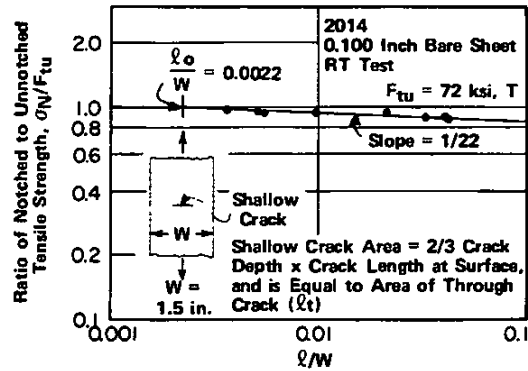 2014
0.100 Inch Bare Sheet
RT Test
Ftu = 72 ksi, T
ℓo/W = 0.0022
Slope = 1/22
Shallow
Crack
W
W =
1.5 in.
Shallow Crack Area = 2/3 Crack
Depth x Crack Length at Surface,
and is Equal to Area of Through
Crack (ℓt)
Ratio of Notched to Unnotched
Tensile Strength, σN/Ftu
2.0
1.0
0.8
0.6
0.4
0.2
0.1
0.001
0.01
0.1
ℓ/W